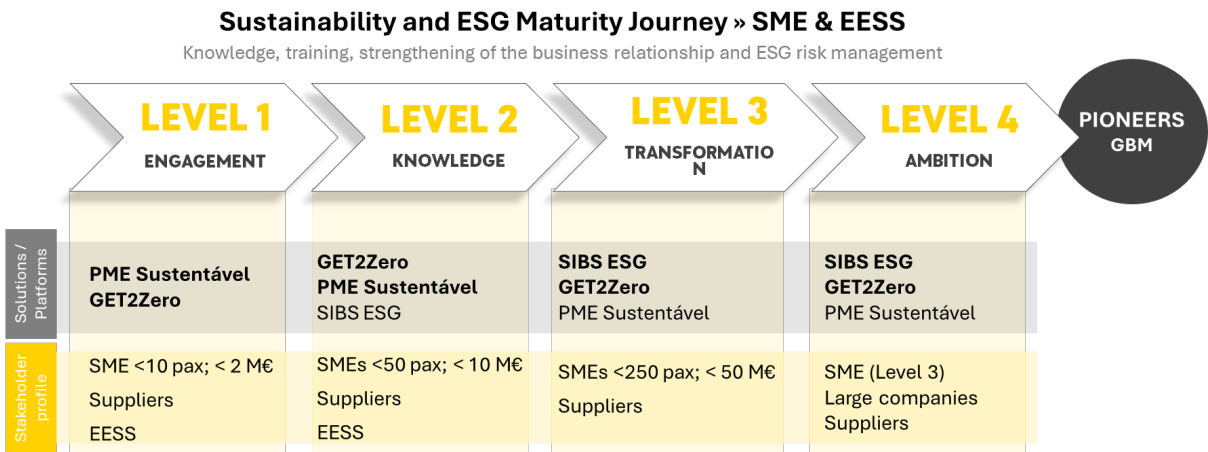 Sustainability and ESG Maturity Journey » SME & EESS
Knowledge, training, strengthening of the business relationship and ESG risk management
LEVEL 1
ENGAGEMENT
LEVEL 2
KNOWLEDGE
LEVEL 3
TRANSFORMATIO
N
LEVEL 4
AMBITION
PIONEERS
GBM
Solutions /
Platforms
PME Sustentável
GET2Zero
GET2Zero
PME Sustentável
SIBS ESG
SIBS ESG
GET2Zero
PME Sustentável
SIBS ESG
GET2Zero
PME Sustentável
Stakeholder
profile
SME <10 pax; < 2 M€
Suppliers
EESS
SMEs <50 pax; < 10 M€
Suppliers
EESS
SMEs <250 pax; < 50 M€
Suppliers
SME (Level 3)
Large companies
Suppliers